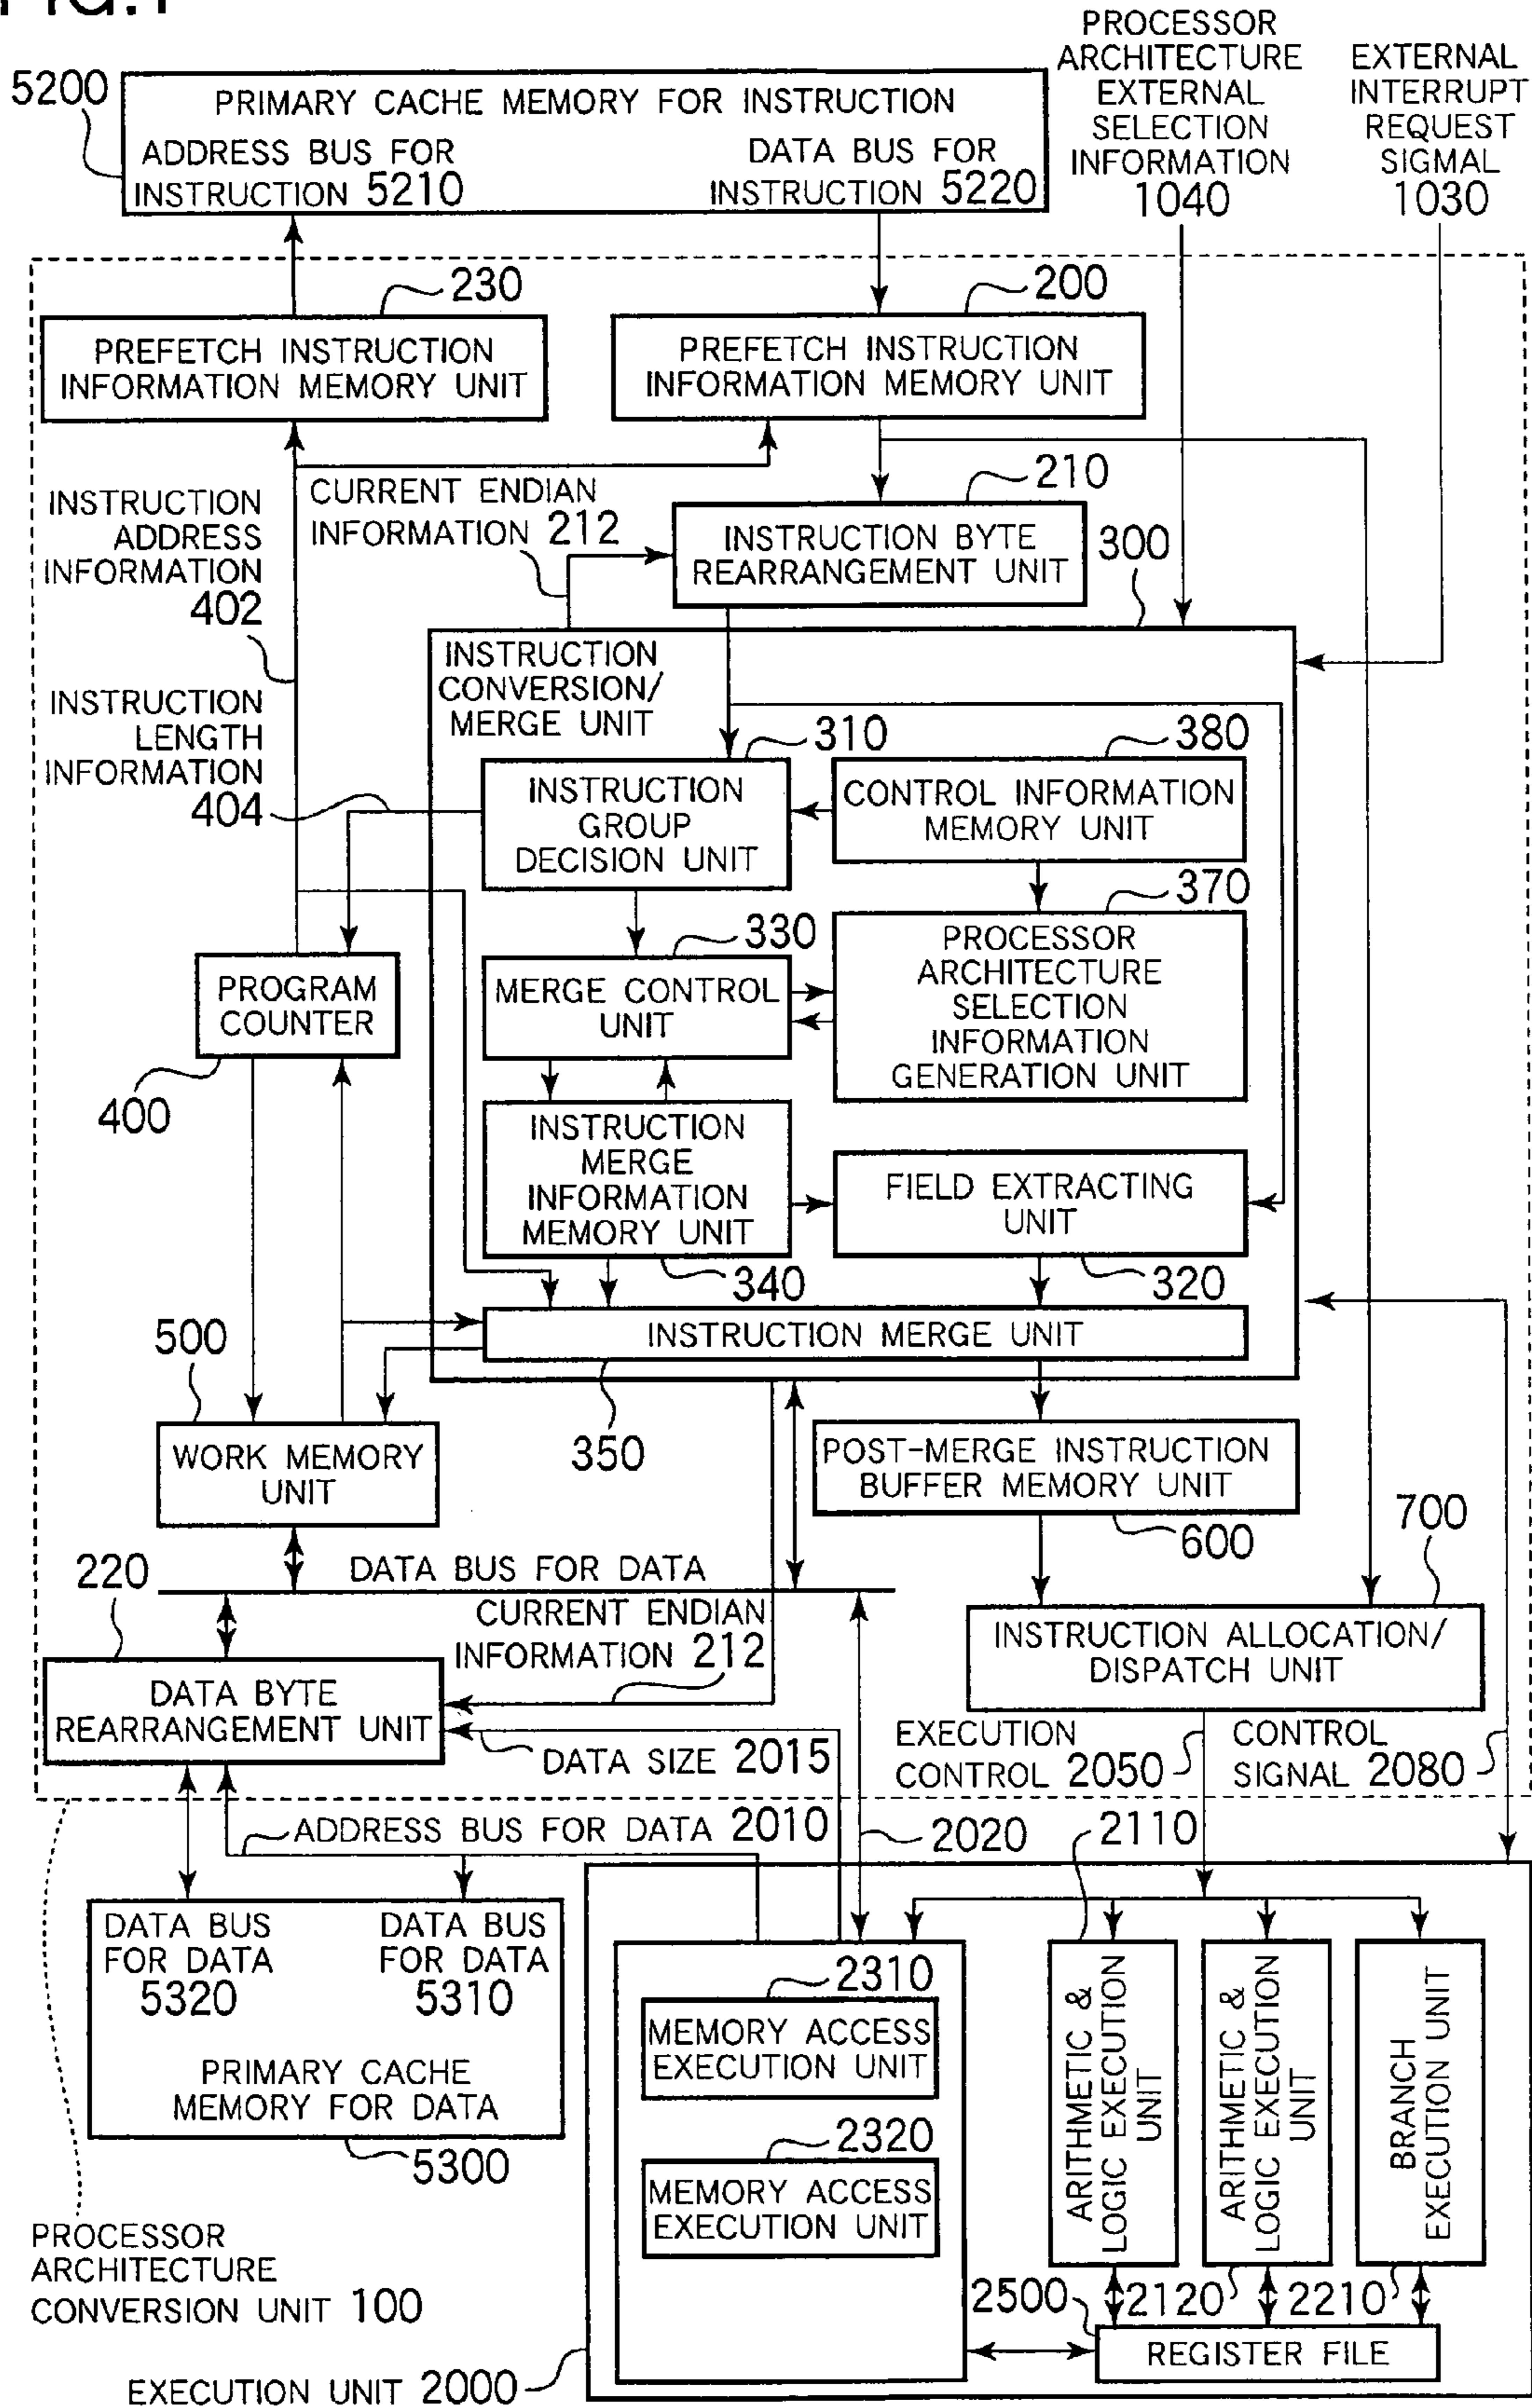 FIG.1
PROCESSOR
ARCHITECTURE
EXTERNAL
SELECTION
INFORMATION
1040
EXTERNAL
INTERRUPT
REQUEST
SIGMAL
1030
5200
PRIMARY CACHE MEMORY FOR INSTRUCTION
ADDRESS BUS FOR
INSTRUCTION 5210
DATA BUS FOR
INSTRUCTION 5220
230
200
PREFETCH INSTRUCTION
INFORMATION MEMORY UNIT
PREFETCH INSTRUCTION
INFORMATION MEMORY UNIT
INSTRUCTION
ADDRESS
INFORMATION
402
CURRENT ENDIAN
INFORMATION 212
210
INSTRUCTION BYTE
REARRANGEMENT UNIT
300
INSTRUCTION
CONVERSION/
MERGE UNIT
INSTRUCTION
LENGTH
INFORMATION
404
310
380
INSTRUCTION
GROUP
DECISION UNIT
CONTROL INFORMATION
MEMORY UNIT
370
330
PROCESSOR
ARCHITECTURE
SELECTION
INFORMATION
GENERATION UNIT
MERGE CONTROL
UNIT
PROGRAM
COUNTER
400
INSTRUCTION
MERGE
INFORMATION
MEMORY UNIT
FIELD EXTRACTING
UNIT
340
320
INSTRUCTION MERGE UNIT
500
350
WORK MEMORY
UNIT
POST-MERGE INSTRUCTION
BUFFER MEMORY UNIT
600
700
220
DATA BUS FOR DATA
CURRENT ENDIAN
INFORMATION 212
INSTRUCTION ALLOCATION/
DISPATCH UNIT
DATA BYTE
REARRANGEMENT UNIT
DATA SIZE 2015
EXECUTION
CONTROL 2050
CONTROL
SIGNAL 2080
ADDRESS BUS FOR DATA 2010
2020
2110
DATA BUS
FOR DATA
5320
DATA BUS
FOR DATA
5310
PRIMARY CACHE
MEMORY FOR DATA
5300
2310
MEMORY ACCESS
EXECUTION UNIT
2320
MEMORY ACCESS
EXECUTION UNIT
ARITHMETIC &
LOGIC EXECUTION
UNIT
ARITHMETIC &
LOGIC EXECUTION
UNIT
BRANCH
EXECUTION UNIT
PROCESSOR
ARCHITECTURE
CONVERSION UNIT 100
2500
2120
2210
REGISTER FILE
EXECUTION UNIT 2000